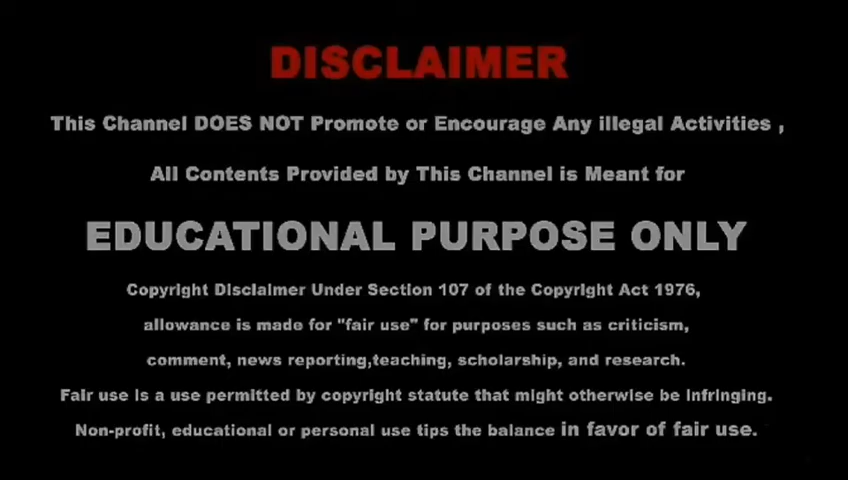 DISCLAIMER
This Channel DOES NOT Promote or Encourage Any illegal Activities ,
All Contents Provided by This Channel is Meant for
EDUCATIONAL PURPOSE ONLY
Copyright Disclaimer Under Section 107 of the Copyright Act 1976,
allowance is made for "fair use" for purposes such as criticism,
comment, news reporting,teaching, scholarship, and research.
Fair use is a use permitted by copyright statute that might otherwise be infringing.
Non-profit, educational or personal use tips the balance in favor of fair use.